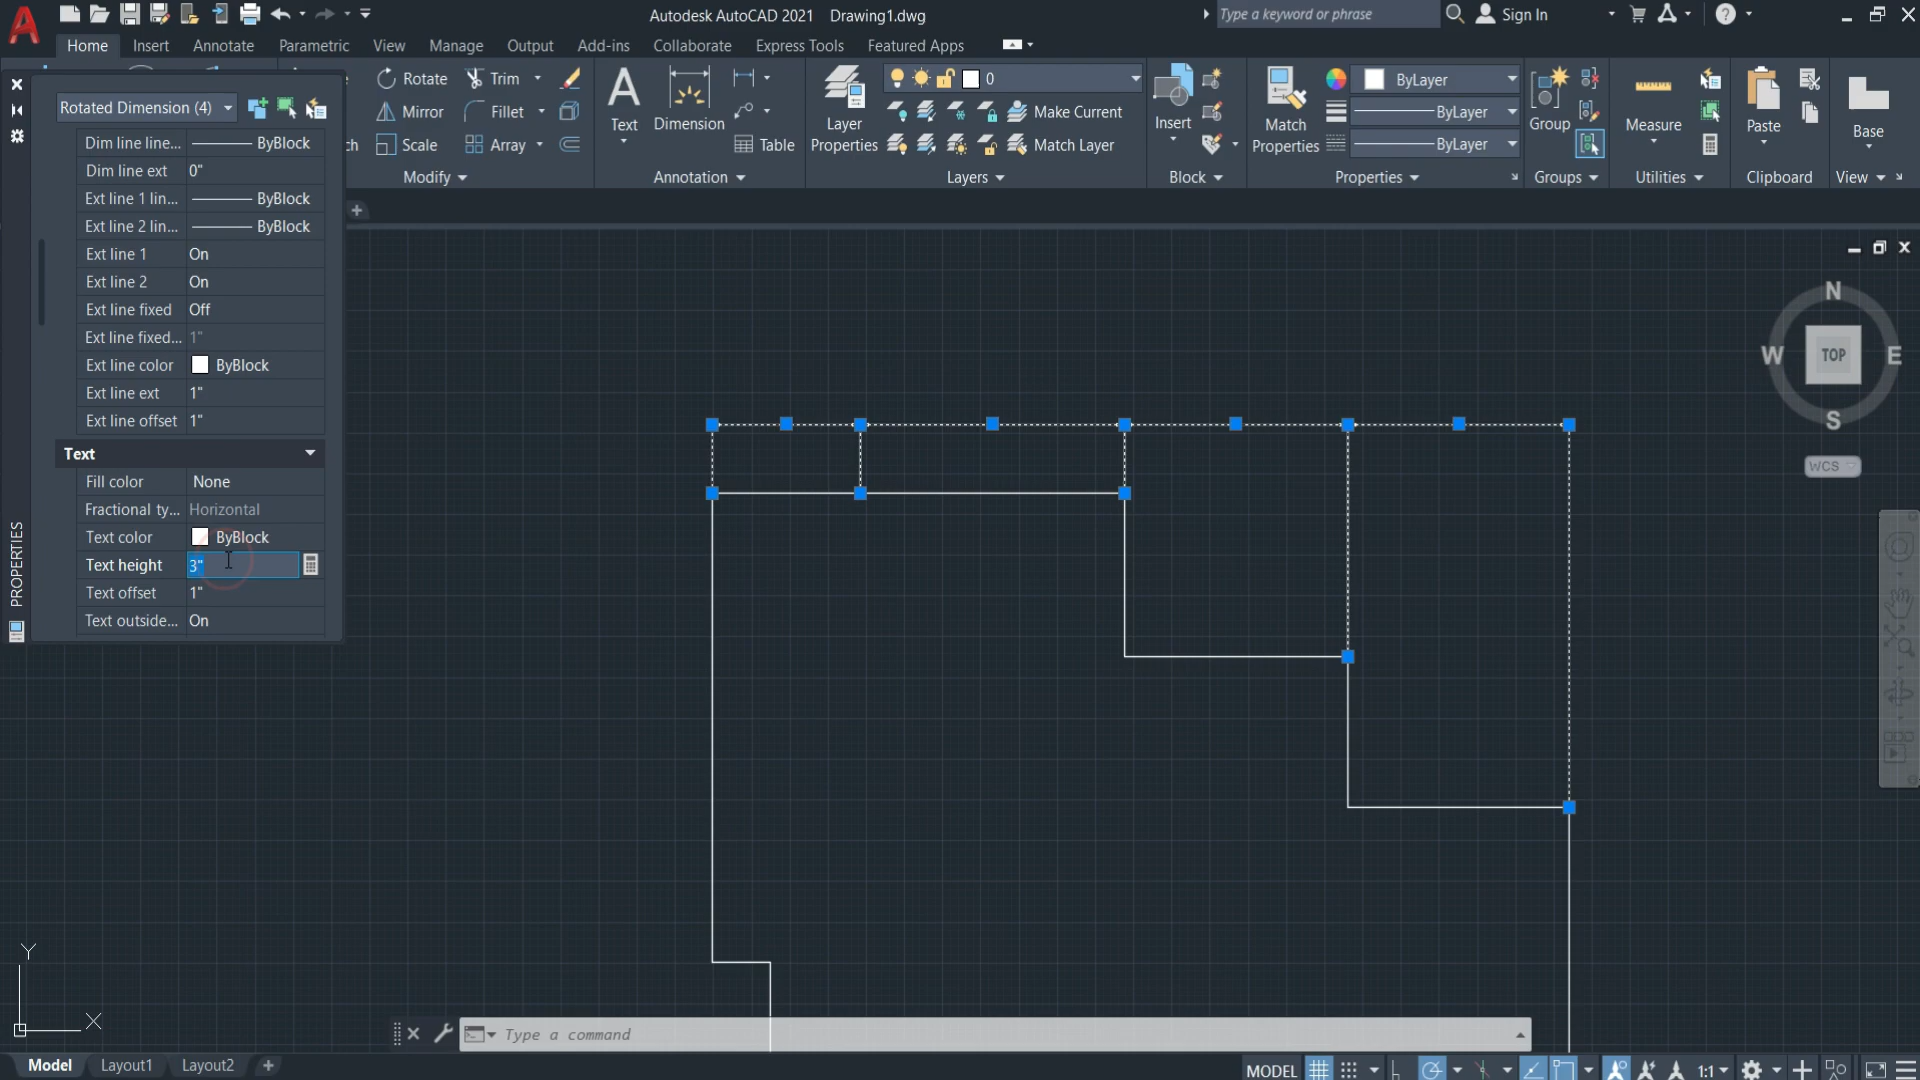 Autodesk AutoCAD 2021 Drawing1.dwg
Type a keyword or phrase
Sign In
Home Insert Annotate Parametric View Manage Output Add-ins Collaborate Express Tools Featured Apps
Rotate Trim
Mirror Fillet
ch Scale Array
Modify
Text Dimension
Table
Annotation
Layer
Properties
0
Make Current
Match Layer
Layers
Insert
Block
Match
Properties
ByLayer
ByLayer
ByLayer
Properties
Group
Groups
Measure
Utilities
Paste
Clipboard
Base
View
Rotated Dimension (4)
Dim line line... ByBlock
Dim line ext 0"
Ext line 1 lin... ByBlock
Ext line 2 lin... ByBlock
Ext line 1 On
Ext line 2 On
Ext line fixed Off
Ext line fixed... 1"
Ext line color ByBlock
Ext line ext 1"
Ext line offset 1"
Text
Fill color None
Fractional ty... Horizontal
Text color ByBlock
Text height 3"
Text offset 1"
Text outside... On
PROPERTIES
N
W TOP E
S
WCS
Y
X
Type a command
Model Layout1 Layout2
MODEL 1:1